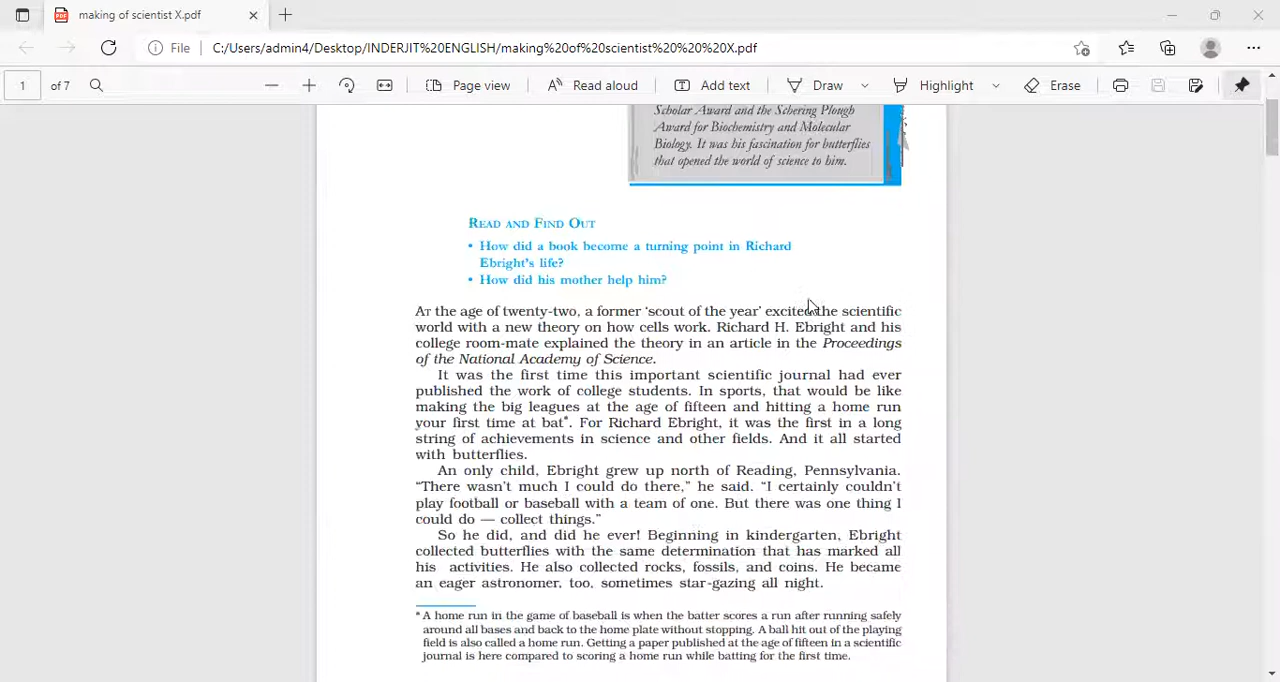 making of scientist X.pdf
File
C:/Users/admin4/Desktop/INDERJIT%20ENGLISH/making%20of%20scientist%20%20%20X.pdf
1 of 7
Page view
Read aloud
Add text
Draw
Highlight
Erase
Scholar Award and the Schering Plough
Award for Biochemistry and Molecular
Biology. It was his fascination for butterflies
that opened the world of science to him.
READ AND FIND OUT
• How did a book become a turning point in Richard
Ebright's life?
• How did his mother help him?
AT the age of twenty-two, a former ‘scout of the year’ excited the scientific
world with a new theory on how cells work. Richard H. Ebright and his
college room-mate explained the theory in an article in the Proceedings
of the National Academy of Science.
It was the first time this important scientific journal had ever
published the work of college students. In sports, that would be like
making the big leagues at the age of fifteen and hitting a home run
your first time at bat*. For Richard Ebright, it was the first in a long
string of achievements in science and other fields. And it all started
with butterflies.
An only child, Ebright grew up north of Reading, Pennsylvania.
“There wasn’t much I could do there,” he said. “I certainly couldn’t
play football or baseball with a team of one. But there was one thing I
could do — collect things.”
So he did, and did he ever! Beginning in kindergarten, Ebright
collected butterflies with the same determination that has marked all
his activities. He also collected rocks, fossils, and coins. He became
an eager astronomer, too, sometimes star-gazing all night.
* A home run in the game of baseball is when the batter scores a run after running safely
around all bases and back to the home plate without stopping. A ball hit out of the playing
field is also called a home run. Getting a paper published at the age of fifteen in a scientific
journal is here compared to scoring a home run while batting for the first time.